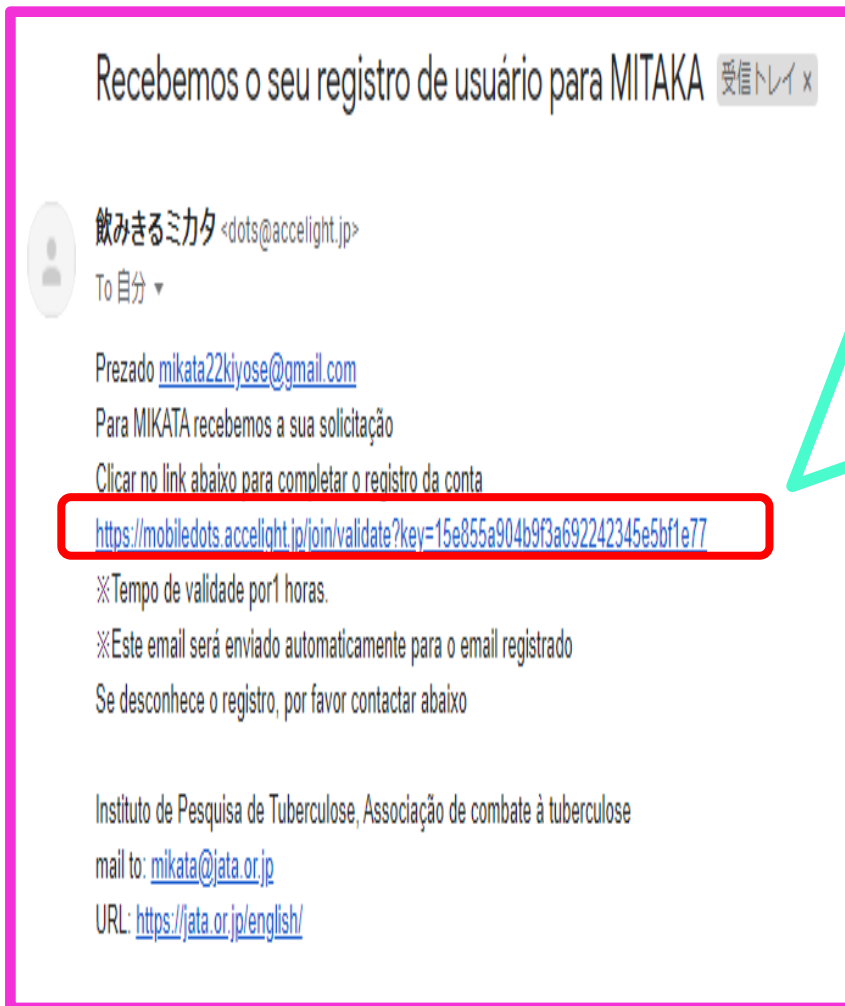 Recebemos o seu registro de usuário para MITAKA 受信トレイ x
飲みきるミカタ <dots@accelight.jp>
To 自分 ▼
Prezado mikata22kiyose@gmail.com
Para MIKATA recebemos a sua solicitação
Clicar no link abaixo para completar o registro da conta
https://mobiledots.accelight.jp/join/validate?key=15e855a904b9f3a692242345e5bf1e77
※Tempo de validade por1 horas.
※Este email será enviado automaticamente para o email registrado
Se desconhece o registro, por favor contactar abaixo
Instituto de Pesquisa de Tuberculose, Associação de combate à tuberculose
mail to: mikata@jata.or.jp
URL: https://jata.or.jp/english/